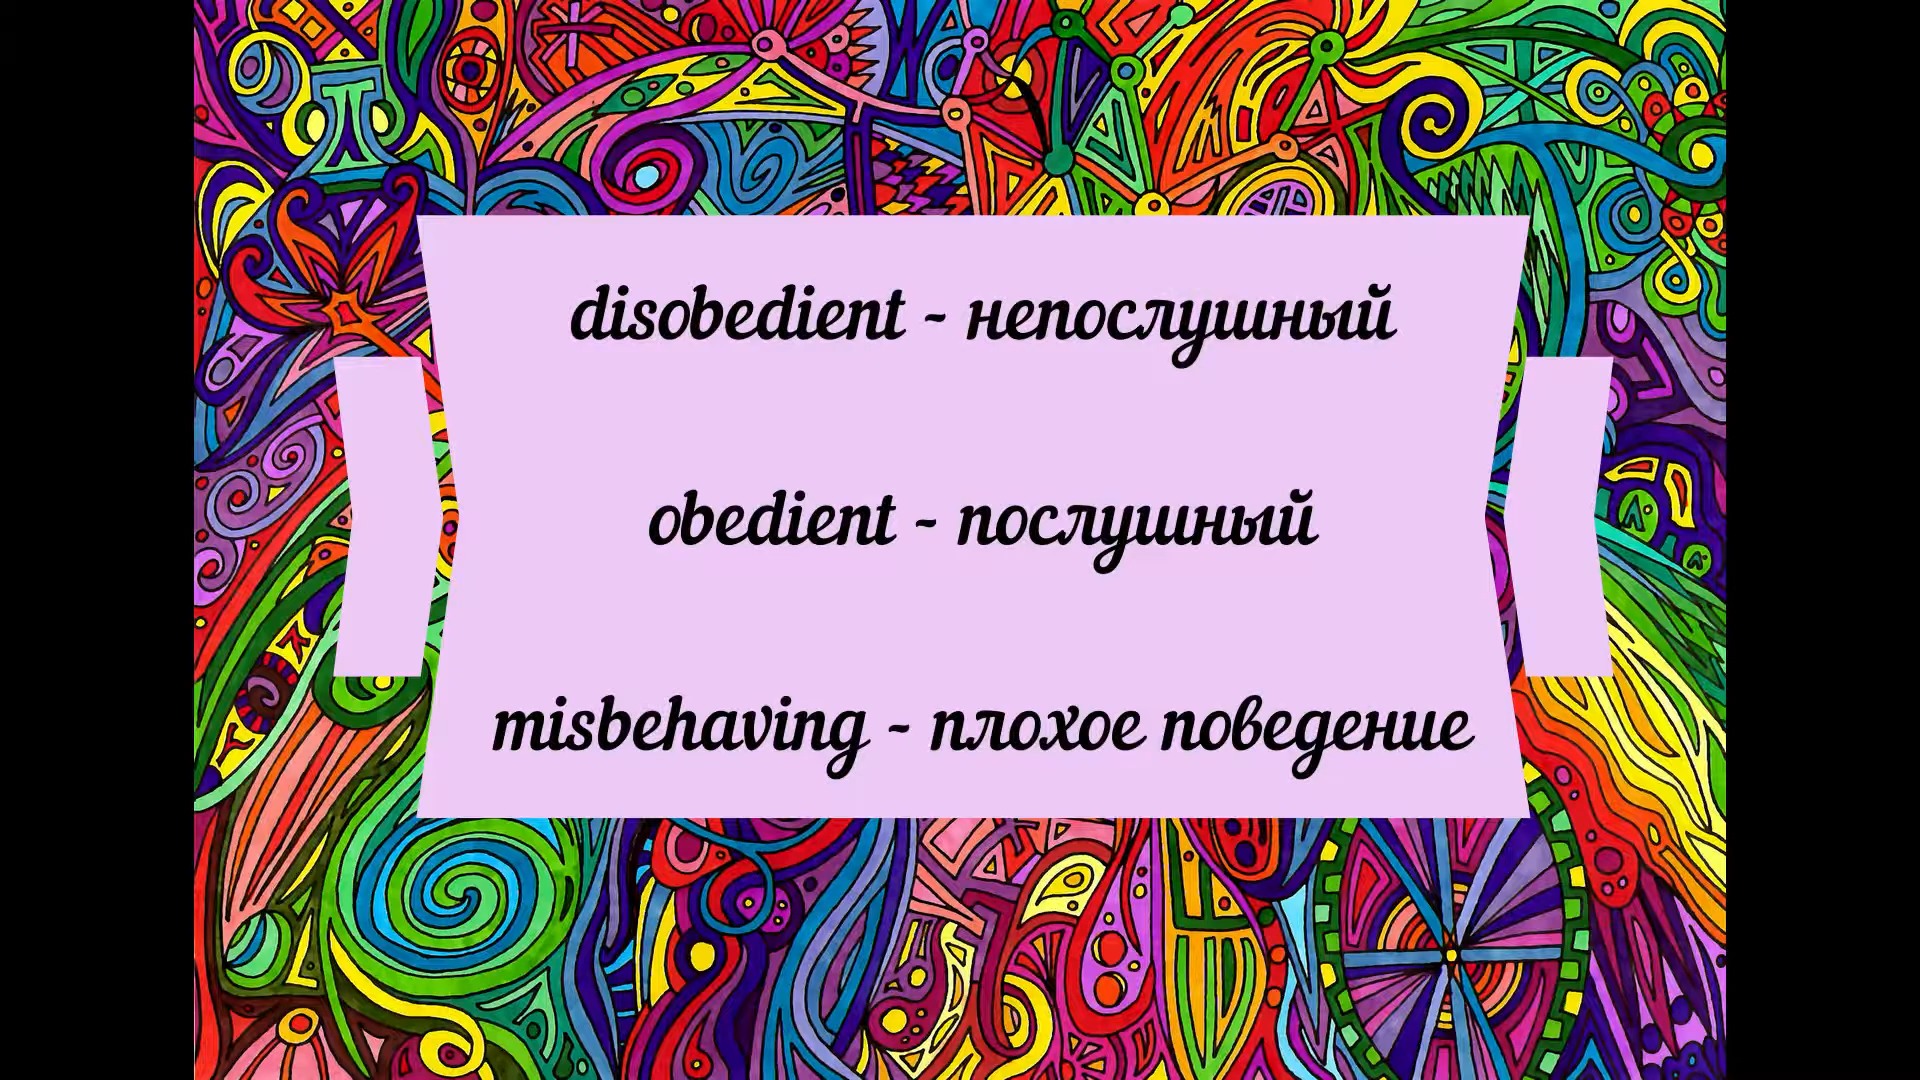 disobedient - непослушный
obedient - послушный
misbehaving - плохое поведение